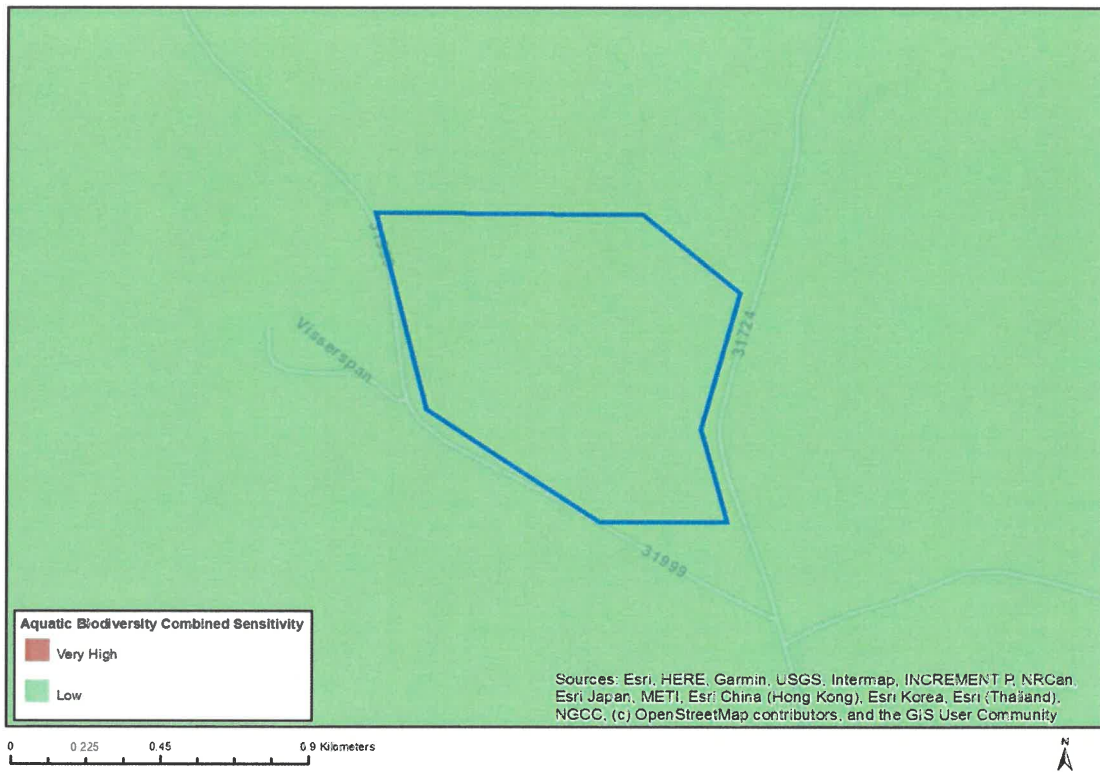 Visserspan
31724
31999
Aquatic Biodiversity Combined Sensitivity
Very High
Low
Sources: Esri, HERE, Garmin, USGS, Intermap, INCREMENT P, NRCan,
Esri Japan, METI, Esri China (Hong Kong), Esri Korea, Esri (Thailand),
NGCC, (c) OpenStreetMap contributors, and the GIS User Community
0 0.225 0.45 0.9 Kilometers
N